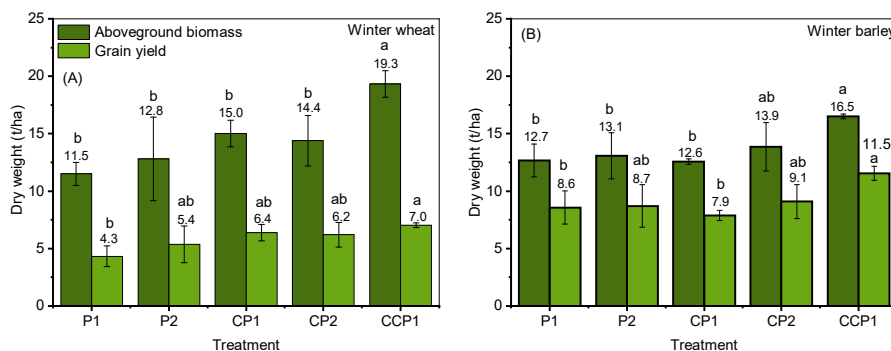 25
20
15
10
5
0
Dry weight (t/ha)
Aboveground biomass
Grain yield
Winter wheat
(A)
b
11.5
b
4.3
b
12.8
ab
5.4
b
15.0
ab
6.4
b
14.4
ab
6.2
a
19.3
a
7.0
P1 P2 CP1 CP2 CCP1
Treatment
25
20
15
10
5
0
Dry weight (t/ha)
(B)
Winter barley
b
12.7
b
8.6
b
13.1
ab
8.7
b
12.6
b
7.9
ab
13.9
ab
9.1
a
16.5
11.5
a
P1 P2 CP1 CP2 CCP1
Treatment